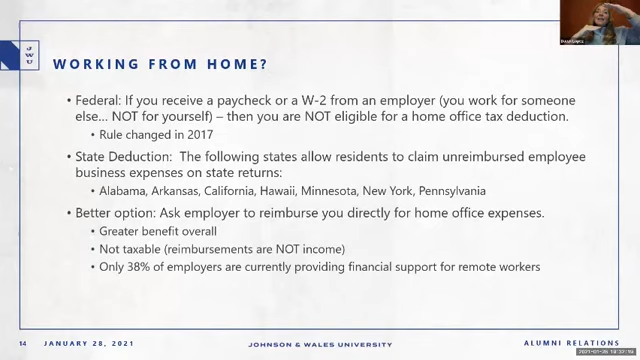 J
W
U
WORKING FROM HOME?
• Federal: If you receive a paycheck or a W-2 from an employer (you work for someone
else... NOT for yourself) – then you are NOT eligible for a home office tax deduction.
• Rule changed in 2017
• State Deduction: The following states allow residents to claim unreimbursed employee
business expenses on state returns:
• Alabama, Arkansas, California, Hawaii, Minnesota, New York, Pennsylvania
• Better option: Ask employer to reimburse you directly for home office expenses.
• Greater benefit overall
• Not taxable (reimbursements are NOT income)
• Only 38% of employers are currently providing financial support for remote workers
14 JANUARY 28, 2021 JOHNSON & WALES UNIVERSITY ALUMNI RELATIONS